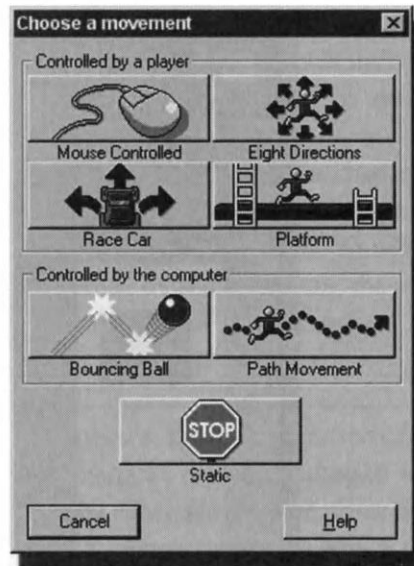 Choose a movement
Controlled by a player
Mouse Controlled
Eight Directions
Race Car
Platform
Controlled by the computer
Bouncing Ball
Path Movement
STOP
Static
Cancel
Help